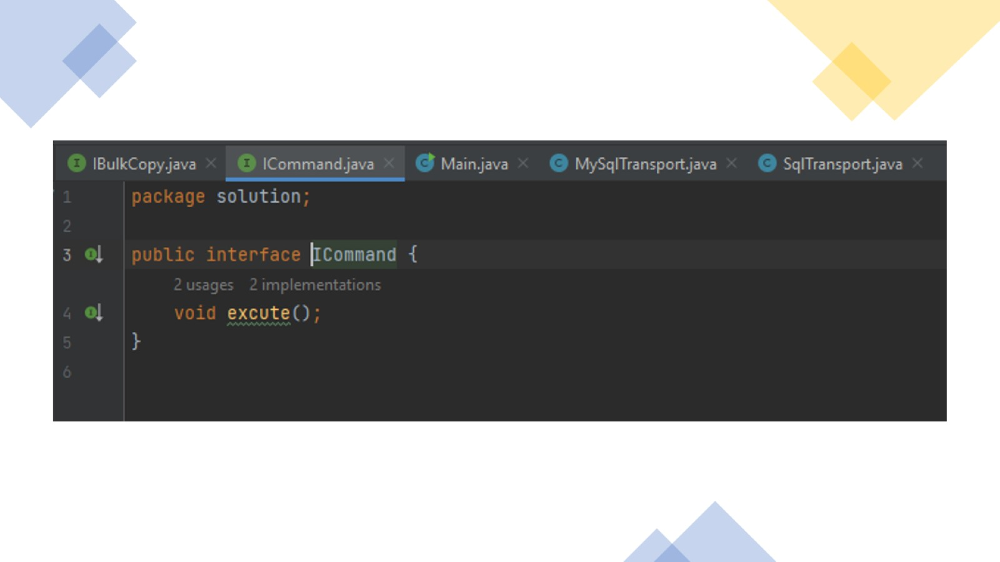 IBulkCopy.java ICommand.java Main.java MySqlTransport.java SqlTransport.java
1 package solution;
2
3 public interface ICommand {
2 usages 2 implementations
4 void excute();
5 }
6